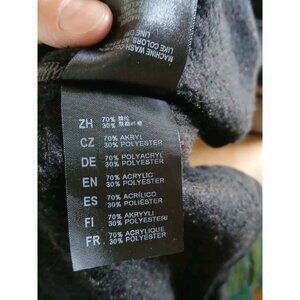 MACHINE WASH
LIKE COLORS
ZH 70%
30%
CZ 70% AKRYL
30% POLYESTER
DE 70% POLYACRYL
30% POLYESTER
EN 70% ACRYLIC
30% POLYESTER
ES 70% ACRÍLICO
30% POLIÉSTER
FI 70% AKRYYLI
30% POLYESTERI
FR 70% ACRYLIQUE
30% POLYESTER